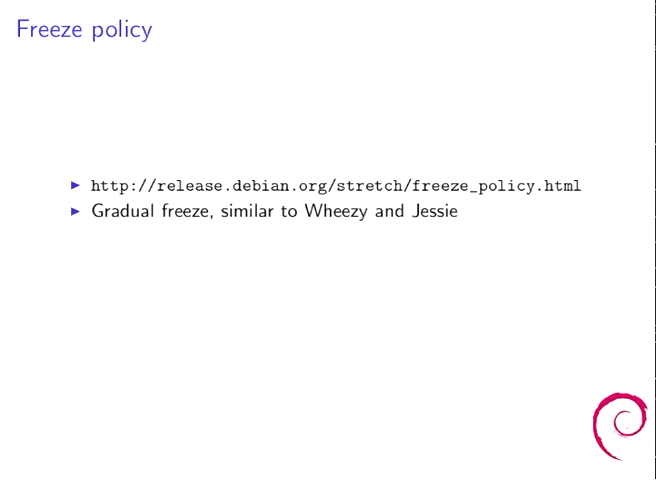 Freeze policy
http://release.debian.org/stretch/freeze_policy.html
Gradual freeze, similar to Wheezy and Jessie